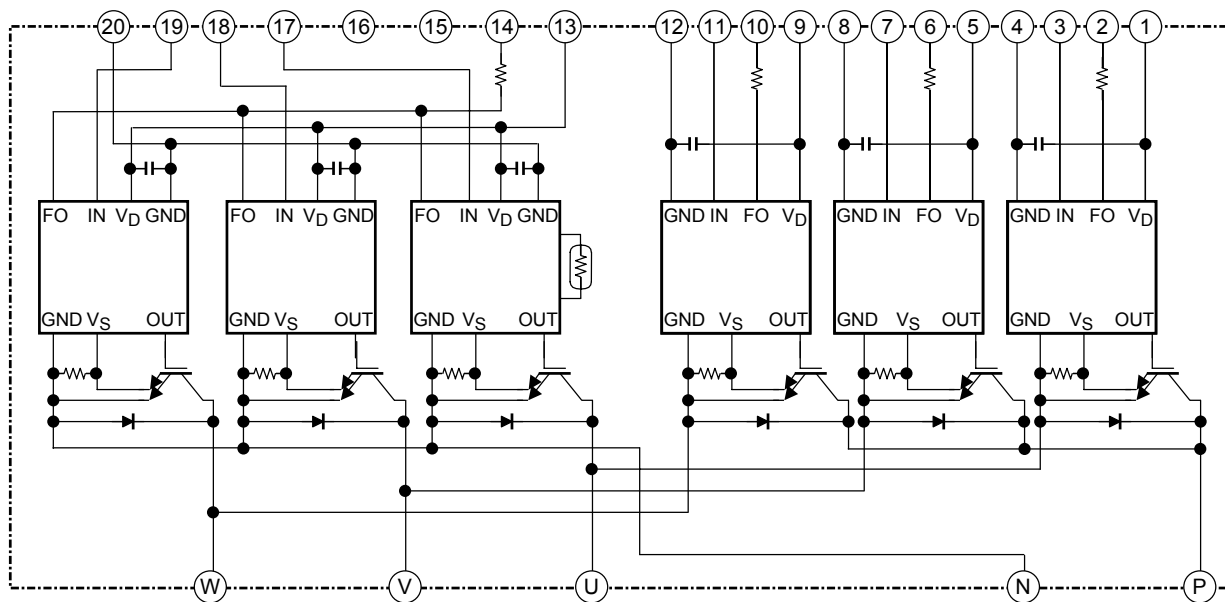 20 19 18 17 16 15 14 13 12 11 10 9 8 7 6 5 4 3 2 1
FO IN VD GND FO IN VD GND FO IN VD GND GND IN FO VD GND IN FO VD GND IN FO VD
GND VS OUT GND VS OUT GND VS OUT GND VS OUT GND VS OUT GND VS OUT
W V U N P